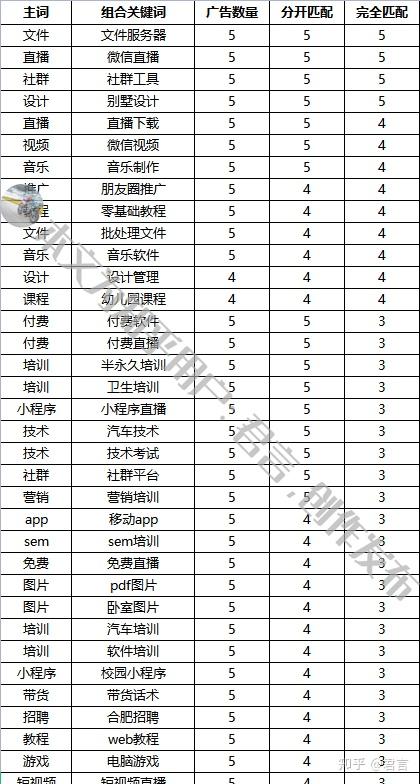 主词 组合关键词 广告数量 分开匹配 完全匹配
文件 文件服务器 5 5 5
直播 微信直播 5 5 5
社群 社群工具 5 5 5
设计 别墅设计 5 5 5
直播 直播下载 5 5 4
视频 微信视频 5 5 4
音乐 音乐制作 5 5 4
推广 朋友圈推广 5 4 4
教程 零基础教程 5 4 4
文件 批处理文件 5 4 4
音乐 音乐软件 5 4 4
设计 设计管理 4 4 4
课程 幼儿园课程 4 4 4
付费 付费软件 5 5 3
付费 付费直播 5 5 3
培训 半永久培训 5 5 3
培训 卫生培训 5 5 3
小程序 小程序直播 5 5 3
技术 汽车技术 5 5 3
技术 技术考试 5 5 3
社群 社群平台 5 5 3
营销 营销培训 5 5 3
app 移动app 5 4 3
sem sem培训 5 4 3
免费 免费直播 5 4 3
图片 pdf图片 5 4 3
图片 卧室图片 5 4 3
培训 汽车培训 5 4 3
培训 软件培训 5 4 3
小程序 校园小程序 5 4 3
带货 带货话术 5 4 3
招聘 合肥招聘 5 4 3
教程 web教程 5 4 3
游戏 电脑游戏 5 4 3
短视频 短视频直播 5 4 3
本文为知乎用户:君言,创作发布
知乎 @君言